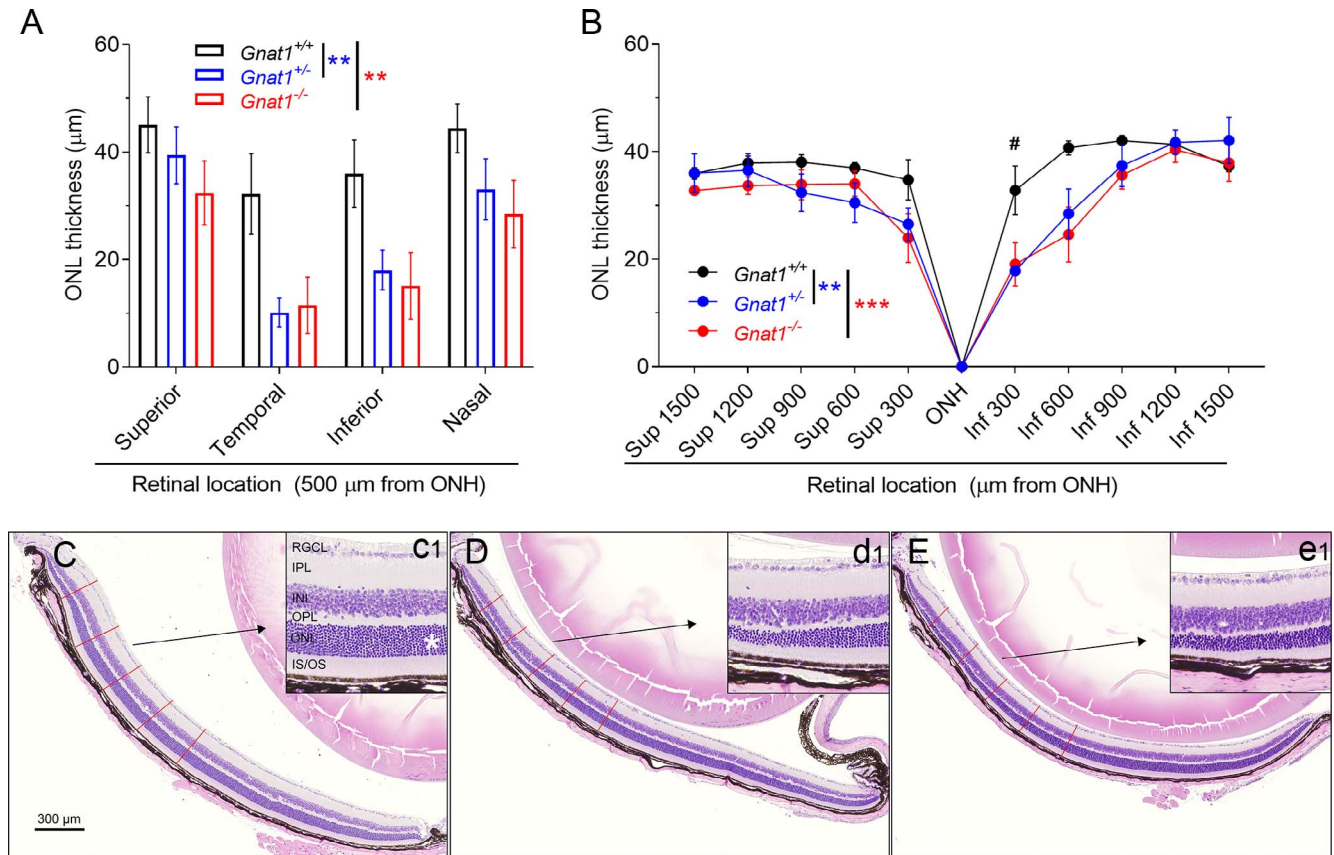 A
60
40
20
0
ONL thickness (μm)
Gnat1+/+
Gnat1+/-
Gnat1-/-
**
**
Superior
Temporal
Inferior
Nasal
Retinal location (500 μm from ONH)
B
60
40
20
0
ONL thickness (μm)
#
Gnat1+/+
Gnat1+/-
Gnat1-/-
**
***
Sup 1500
Sup 1200
Sup 900
Sup 600
Sup 300
ONH
Inf 300
Inf 600
Inf 900
Inf 1200
Inf 1500
Retinal location (μm from ONH)
C
c1
RGCL
IPL
INL
OPL
ONL
*
IS/OS
300 μm
D
d1
E
e1